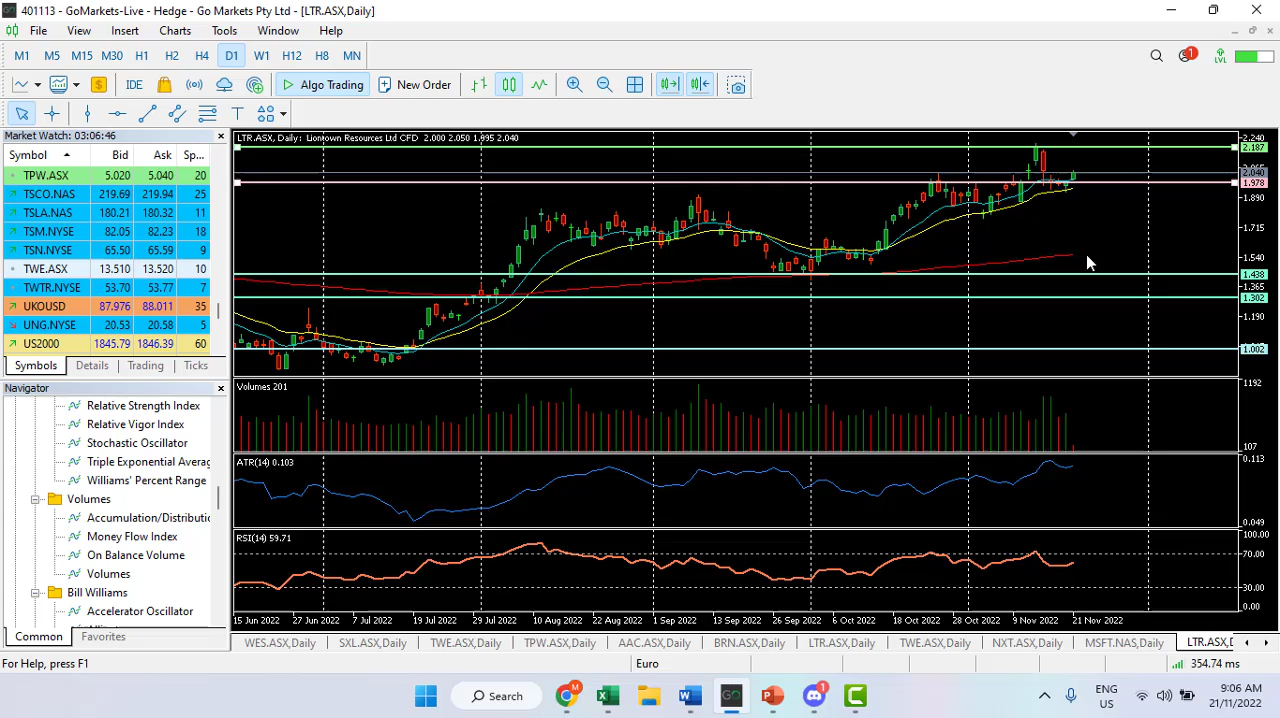 401113 - GoMarkets-Live - Hedge - Go Markets Pty Ltd - [LTR.ASX,Daily]
File View Insert Charts Tools Window Help
M1 M5 M15 M30 H1 H2 H4 D1 W1 H12 H8 MN
1
LVL
IDE Algo Trading New Order
Market Watch: 03:06:46
Symbol Bid Ask Sp...
TPW.ASX 5.020 5.040 20
TSCO.NAS 219.69 219.94 25
TSLA.NAS 180.21 180.32 11
TSM.NYSE 82.05 82.23 18
TSN.NYSE 65.50 65.59 9
TWE.ASX 13.510 13.520 10
TWTR.NYSE 53.70 53.77 7
UKOUSD 87.976 88.011 35
UNG.NYSE 20.53 20.58 5
US2000 1845.79 1846.39 60
Symbols Details Trading Ticks
Navigator
Relative Strength Index
Relative Vigor Index
Stochastic Oscillator
Triple Exponential Averag
Williams' Percent Range
Volumes
Accumulation/Distributic
Money Flow Index
On Balance Volume
Volumes
Bill Williams
Accelerator Oscillator
Common Favorites
LTR.ASX, Daily: Liontown Resources Ltd CFD 2.000 2.050 1.995 2.040
2.240
2.187
2.040
1.978
1.890
1.715
1.540
1.438
1.365
1.302
1.190
1.002
Volumes 201
1192
107
ATR(14) 0.103
0.113
0.049
RSI(14) 59.71
100.00
70.00
30.00
0.00
15 Jun 2022 27 Jun 2022 7 Jul 2022 19 Jul 2022 29 Jul 2022 10 Aug 2022 22 Aug 2022 1 Sep 2022 13 Sep 2022 26 Sep 2022 6 Oct 2022 18 Oct 2022 28 Oct 2022 9 Nov 2022 21 Nov 2022
WES.ASX,Daily SXL.ASX,Daily TWE.ASX,Daily TPW.ASX,Daily AAC.ASX,Daily BRN.ASX,Daily LTR.ASX,Daily TWE.ASX,Daily NXT.ASX,Daily MSFT.NAS,Daily LTR.ASX,D
For Help, press F1 Euro 354.74 ms
Search
M
GO
1
ENG
US
9:06 AM
21/11/2022